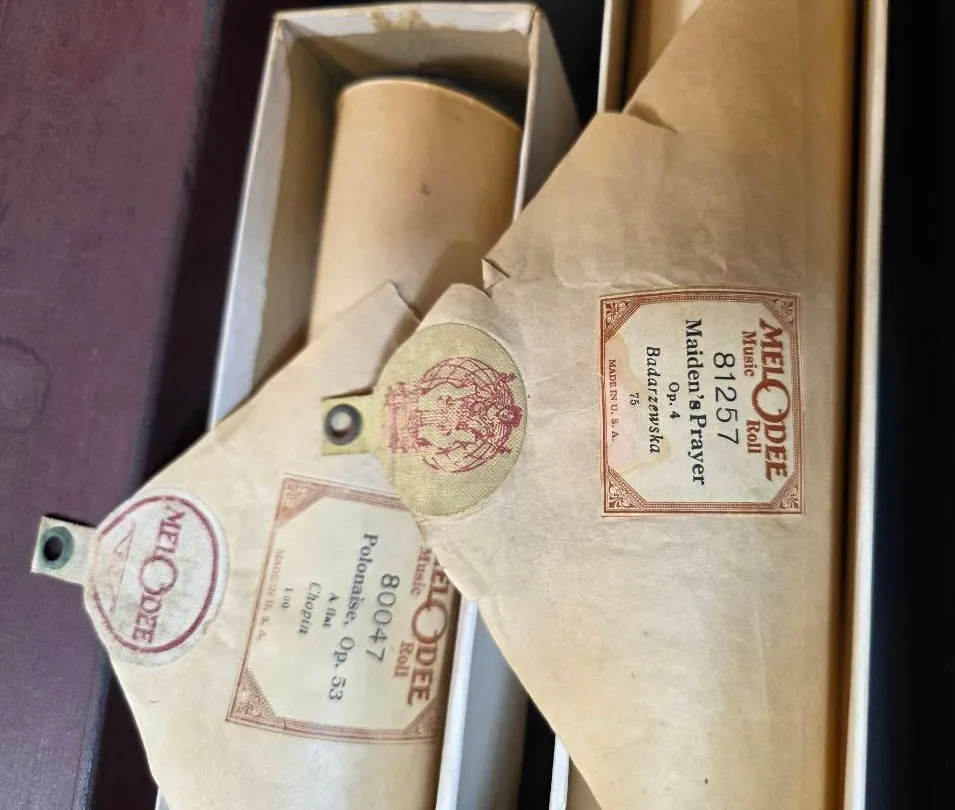 MELODEE
Music Roll
81257
Maiden's Prayer
Op. 4
Badarzewska
75
MADE IN U. S. A.
MELODEE
Music Roll
80047
Polonaise, Op. 53
A flat
Chopin
100
MADE IN U. S. A.
MELODEE